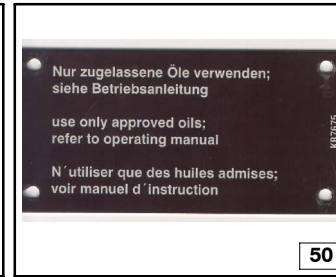 Nur zugelassene Öle verwenden;
siehe Betriebsanleitung
use only approved oils;
refer to operating manual
N´utiliser que des huiles admises;
voir manuel d´instruction
KB7675
50